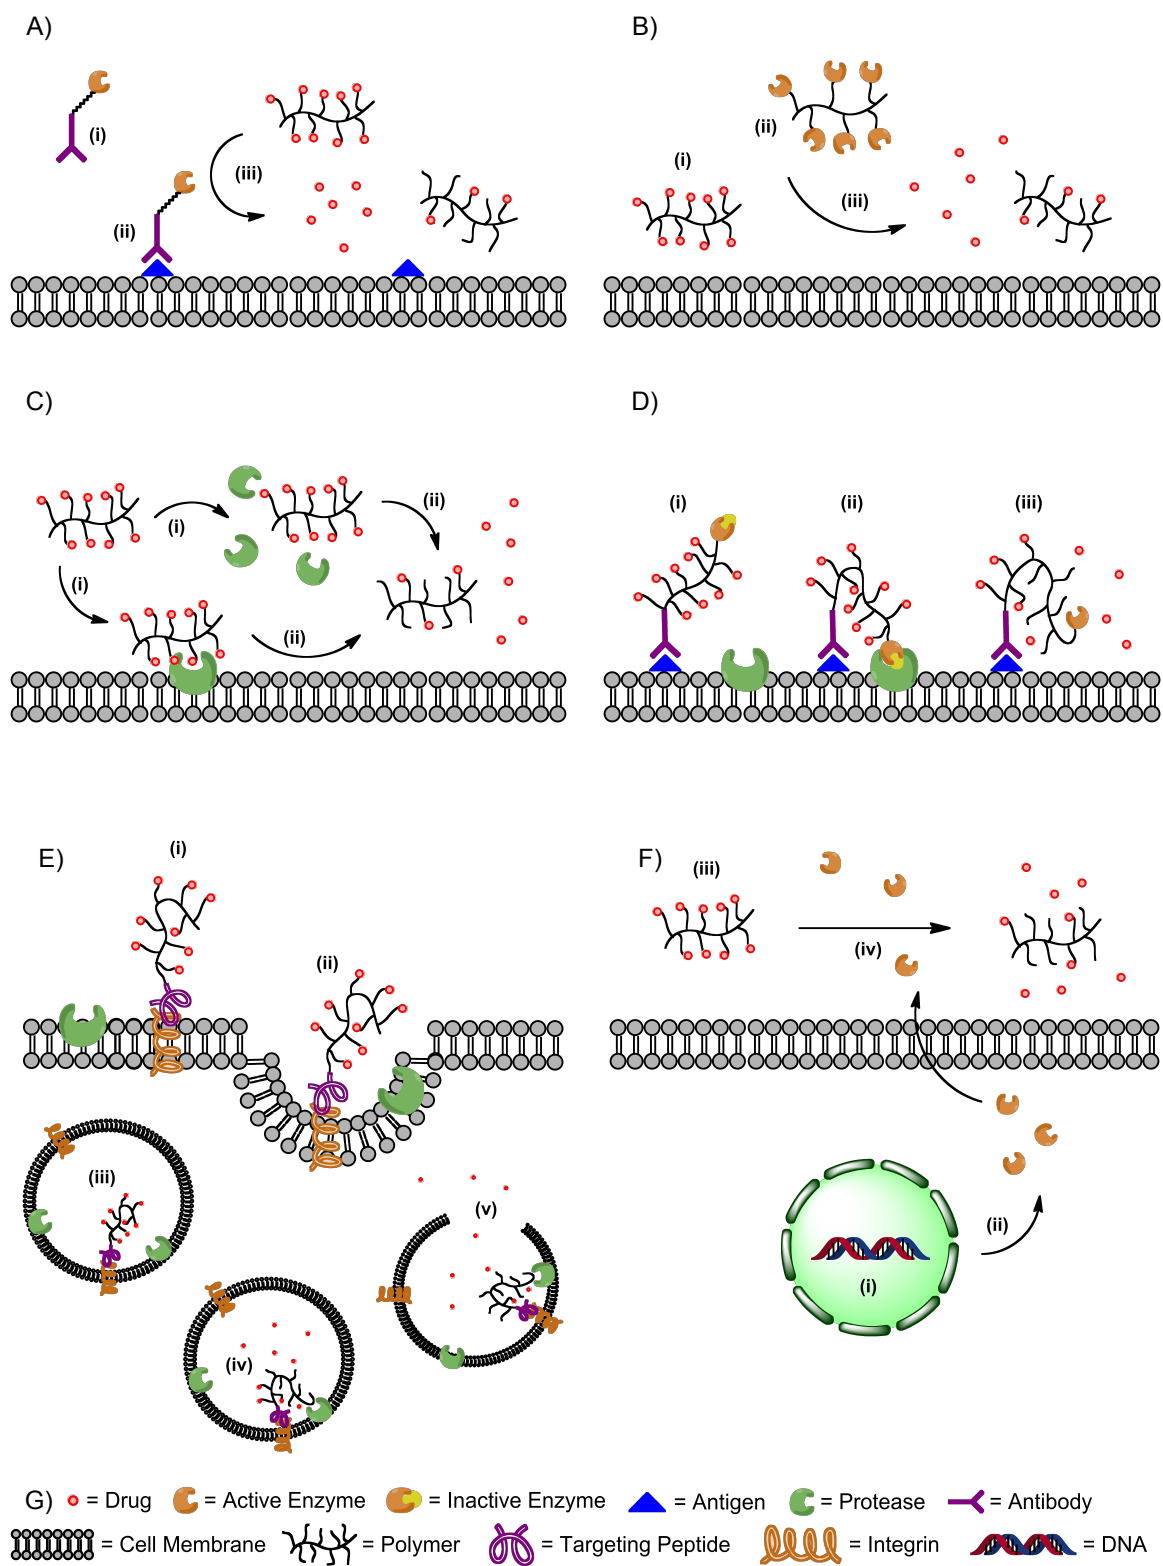 A)
B)
(i)
(ii)
(iii)
(i)
(ii)
(iii)
C)
D)
(i)
(i)
(ii)
(ii)
(i)
(ii)
(iii)
E)
(i)
(ii)
(iii)
(iv)
(v)
F)
(iii)
(iv)
(i)
(ii)
G) = Drug = Active Enzyme = Inactive Enzyme = Antigen = Protease = Antibody
= Cell Membrane = Polymer = Targeting Peptide = Integrin = DNA